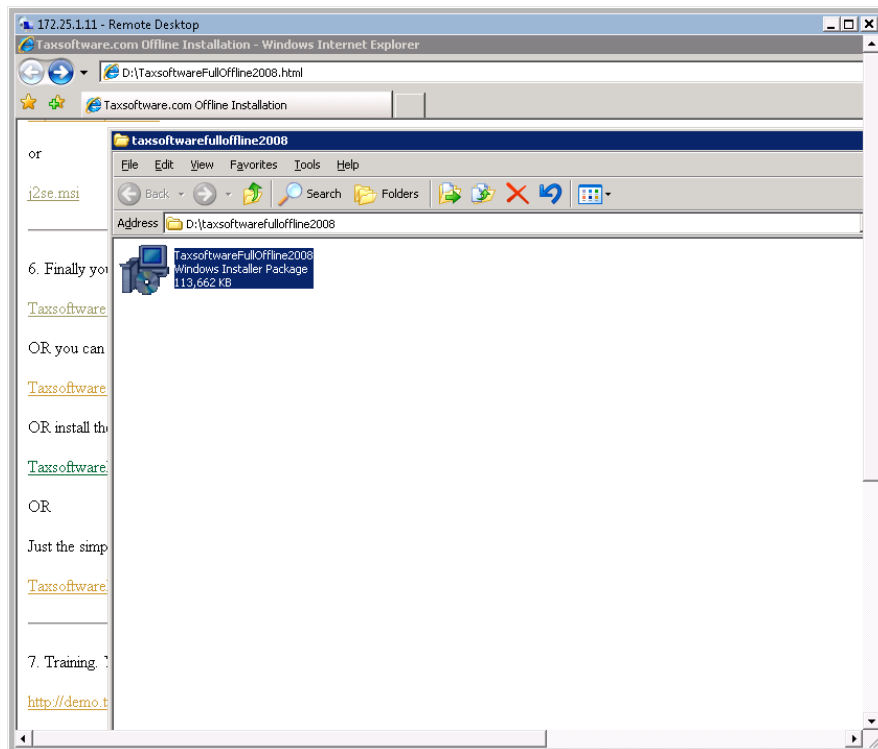 172.25.1.11 - Remote Desktop
Taxsoftware.com Offline Installation - Windows Internet Explorer
D:\TaxsoftwareFullOffline2008.html
Taxsoftware.com Offline Installation
taxsoftwarefulloffline2008
File Edit View Favorites Tools Help
Back Search Folders
Address D:\taxsoftwarefulloffline2008
TaxsoftwareFullOffline2008
Windows Installer Package
113,662 KB
or
j2se.msi
6. Finally you
Taxsoftware
OR you can
Taxsoftware
OR install the
Taxsoftware
OR
Just the simp
Taxsoftware
7. Training.
http://demo.t